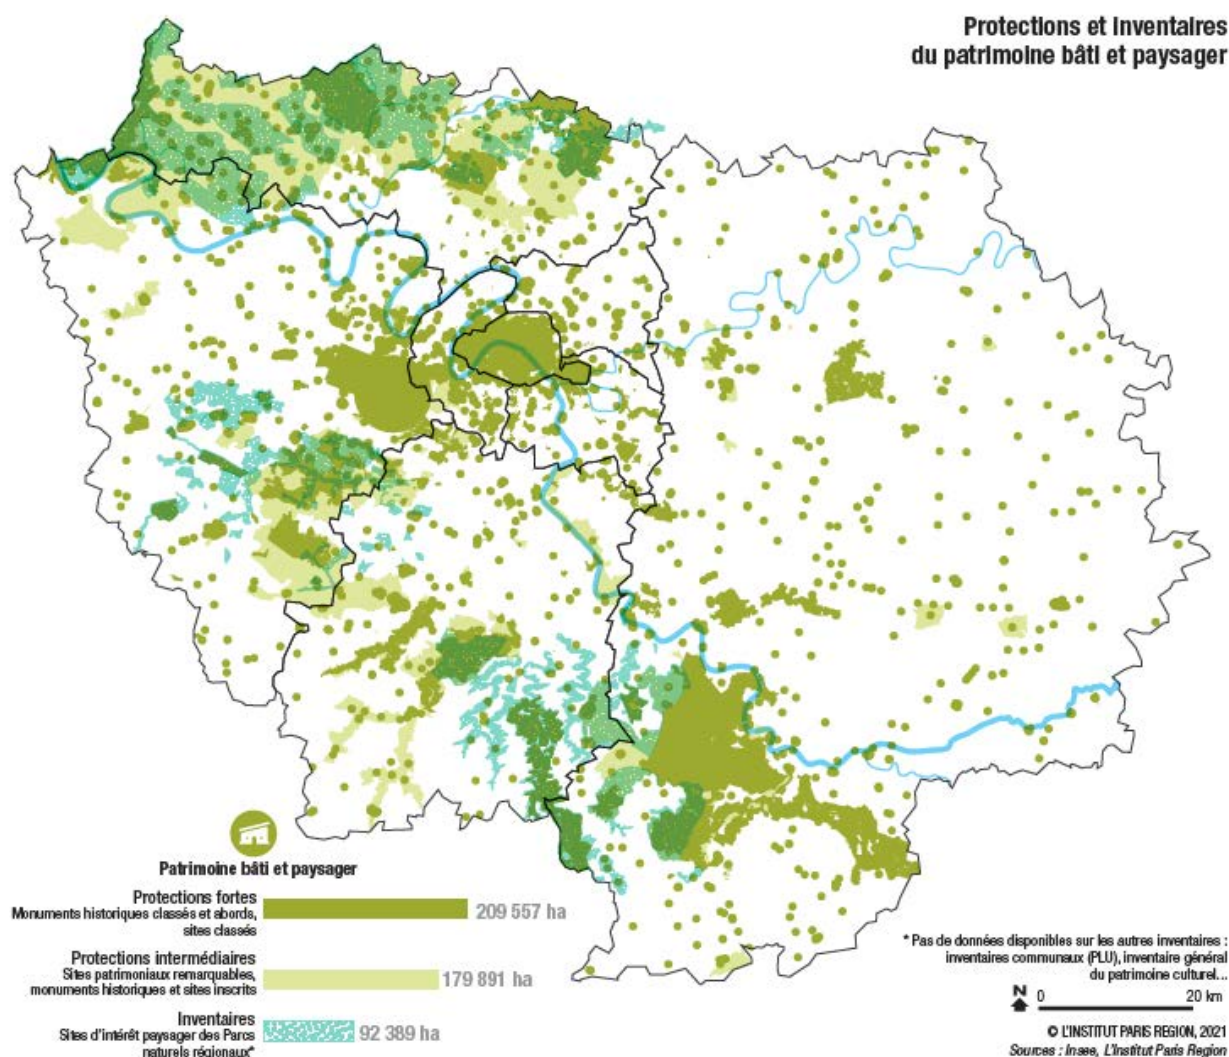 Protections et inventaires
du patrimoine bâti et paysager
Patrimoine bâti et paysager
Protections fortes
Monuments historiques classés et abords,
sites classés
209 557 ha
Protections intermédiaires
Sites patrimoniaux remarquables,
monuments historiques et sites inscrits
179 891 ha
Inventaires
Sites d'intérêt paysager des Parcs
naturels régionaux*
92 389 ha
* Pas de données disponibles sur les autres inventaires :
inventaires communaux (PLU), inventaire général
du patrimoine culturel...
N
0
20 km
© L'INSTITUT PARIS REGION, 2021
Sources : Insee, L'Institut Paris Region